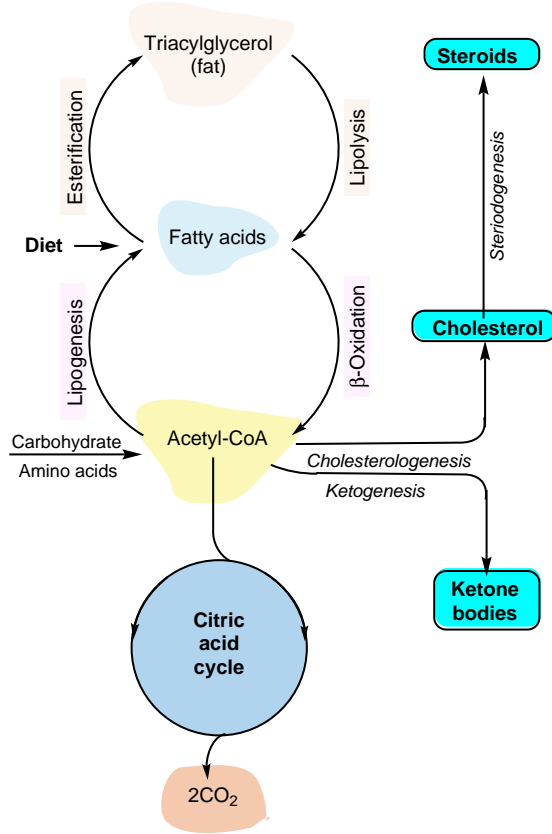 Triacylglycerol
(fat)
Steroids
Esterification
Lipolysis
Steriodogenesis
Diet
Fatty acids
Cholesterol
Lipogenesis
β-Oxidation
Carbohydrate
Amino acids
Acetyl-CoA
Cholesterologenesis
Ketogenesis
Ketone
bodies
Citric
acid
cycle
2CO₂